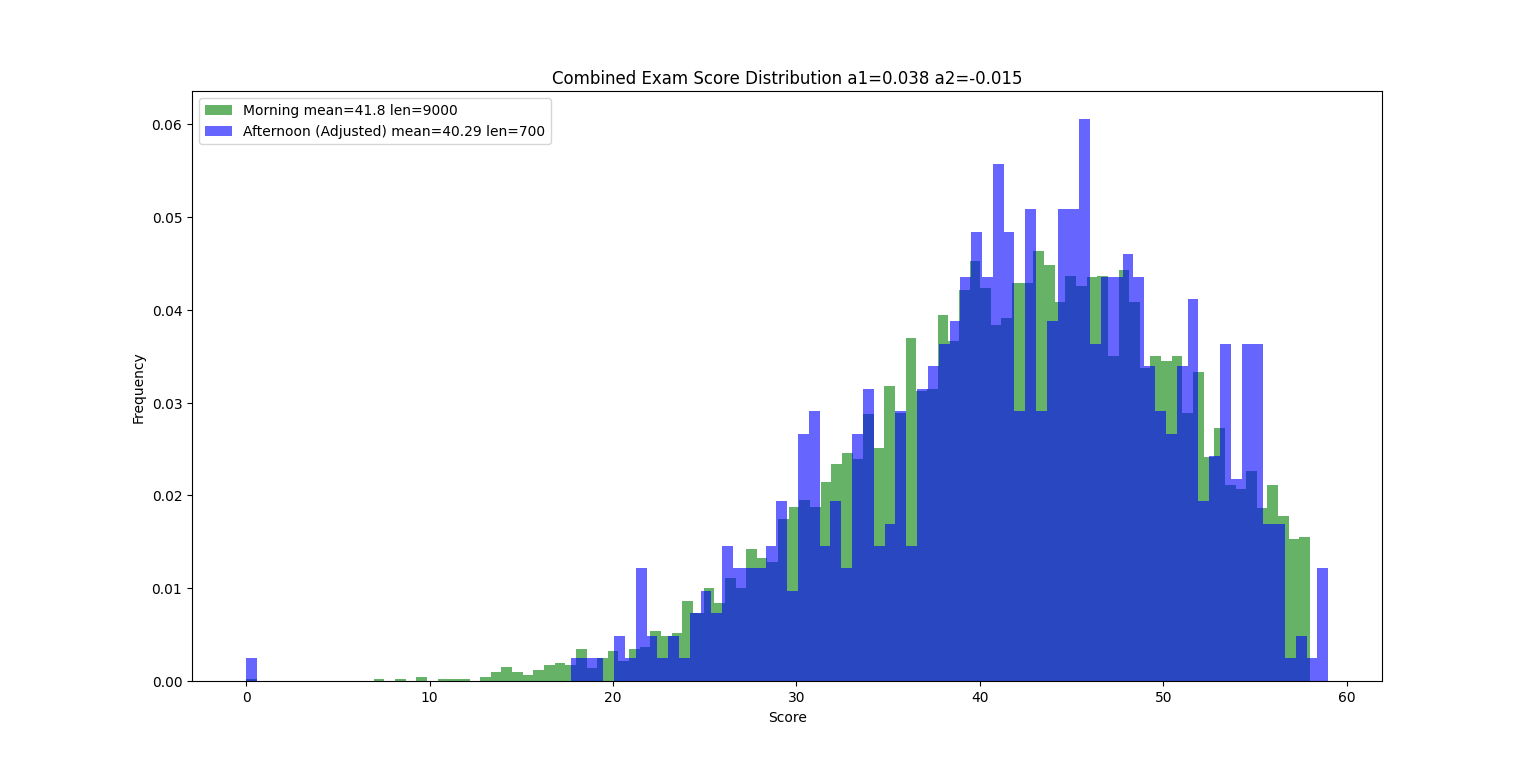 Combined Exam Score Distribution a1=0.038 a2=-0.015
Morning mean=41.8 len=9000
Afternoon (Adjusted) mean=40.29 len=700
0.06
0.05
0.04
0.03
0.02
0.01
0.00
Frequency
0 10 20 30 40 50 60
Score